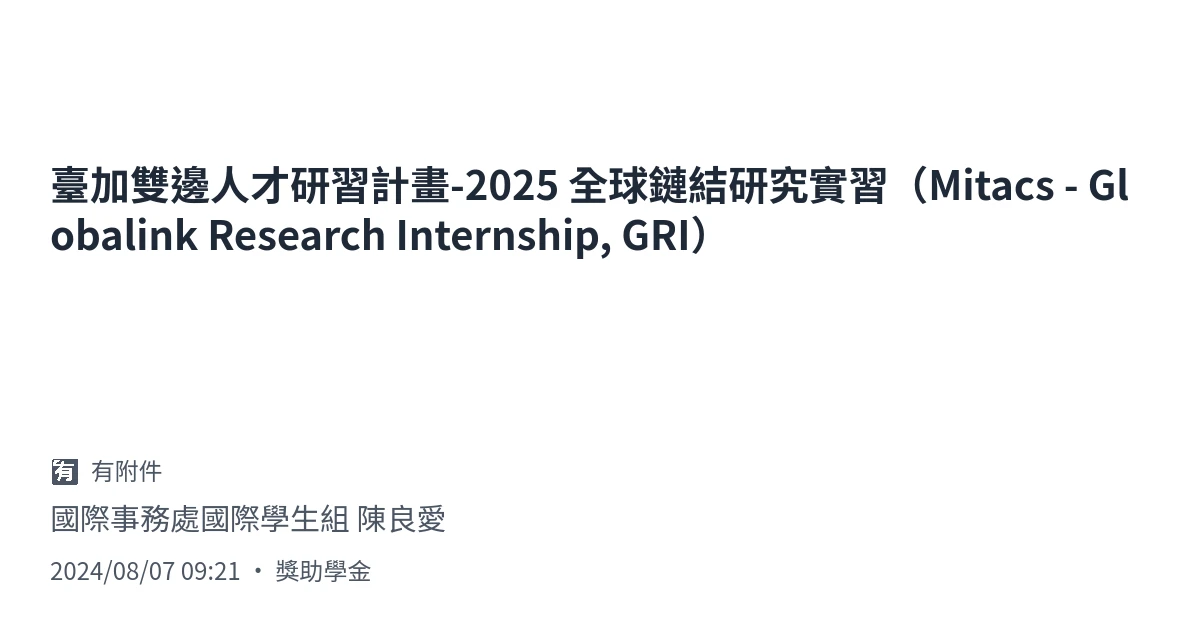 臺加雙邊人才研習計畫-2025 全球鏈結研究實習（Mitacs - Gl
obalink Research Internship, GRI）
有 有附件
國際事務處國際學生組 陳良愛
2024/08/07 09:21 ・ 獎助學金